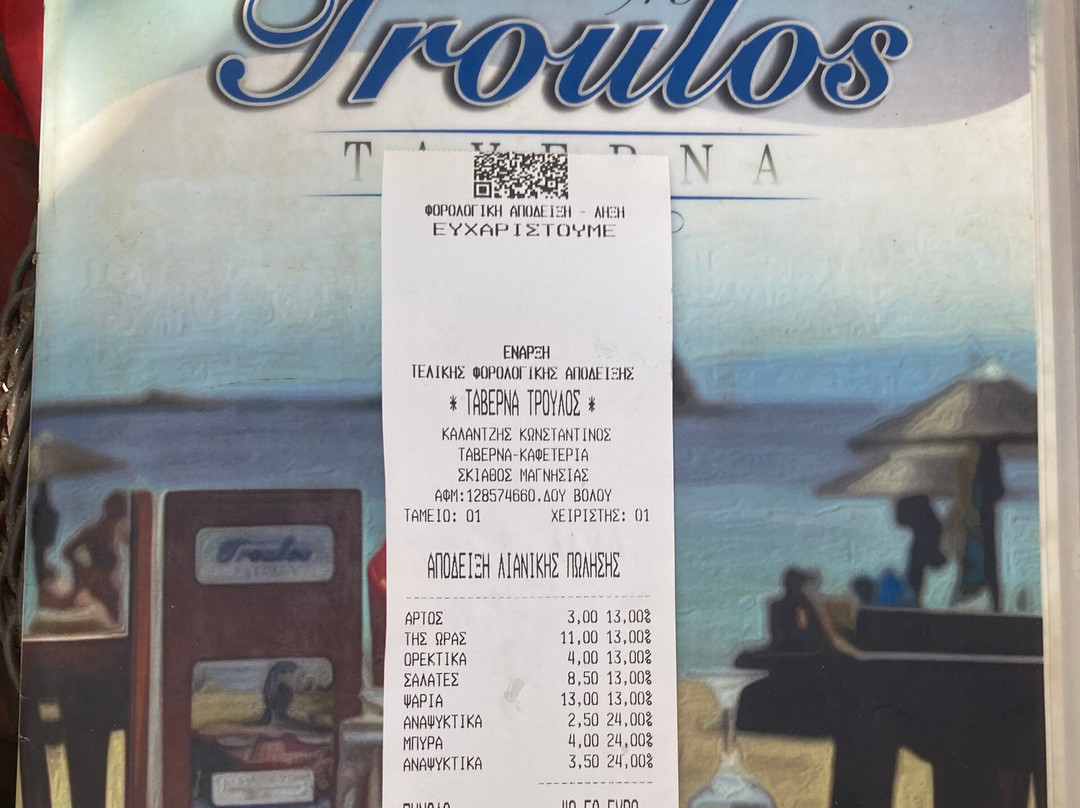 Troulos
TAVERNA
ΦΟΡΟΛΟΓΙΚΗ ΑΠΟΔΕΙΞΗ - ΛΗΞΗ
ΕΥΧΑΡΙΣΤΟΥΜΕ
ΕΝΑΡΞΗ
ΤΕΛΙΚΗΣ ΦΟΡΟΛΟΓΙΚΗΣ ΑΠΟΔΕΙΞΗΣ
* ΤΑΒΕΡΝΑ ΤΡΟΥΛΟΣ *
ΚΑΛΑΝΤΖΗΣ ΚΩΝΣΤΑΝΤΙΝΟΣ
ΤΑΒΕΡΝΑ-ΚΑΦΕΤΕΡΙΑ
ΣΚΙΑΘΟΣ ΜΑΓΝΗΣΙΑΣ
ΑΦΜ:128574660.ΔΟΥ ΒΟΛΟΥ
ΤΑΜΕΙΟ: 01 ΧΕΙΡΙΣΤΗΣ: 01
ΑΠΟΔΕΙΞΗ ΛΙΑΝΙΚΗΣ ΠΩΛΗΣΗΣ
ΑΡΤΟΣ 3,00 13,00%
ΤΗΣ ΩΡΑΣ 11,00 13,00%
ΟΡΕΚΤΙΚΑ 4,00 13,00%
ΣΑΛΑΤΕΣ 8,50 13,00%
ΨΑΡΙΑ 13,00 13,00%
ΑΝΑΨΥΚΤΙΚΑ 2,50 24,00%
ΜΠΥΡΑ 4,00 24,00%
ΑΝΑΨΥΚΤΙΚΑ 3,50 24,00%
Troulos